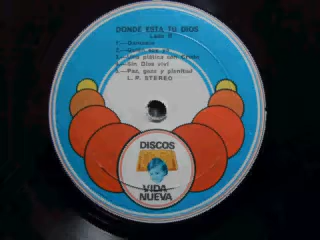 DONDE ESTA TU DIOS
LADO B
1.—
2.—
3.—Una plática con Cristo
4.—Sin Dios viví
5.—Paz, gozo y plenitud
L. P. STEREO
DISCOS
VIDA
NUEVA